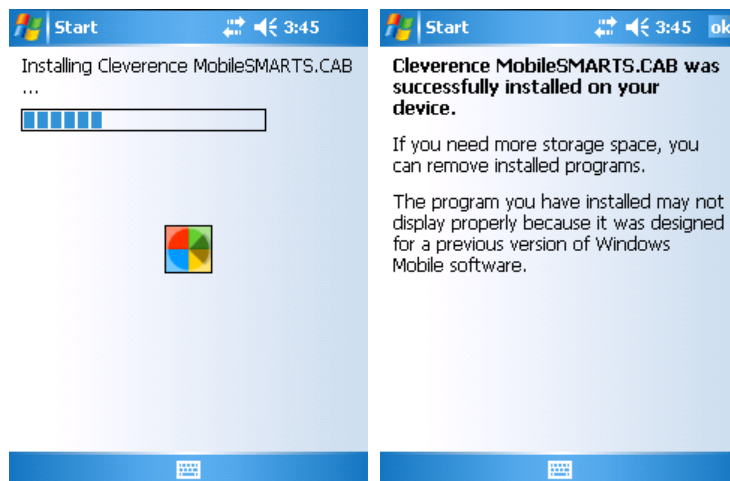 Start 3:45
Installing Cleverence MobileSMARTS.CAB
...
Start 3:45 ok
Cleverence MobileSMARTS.CAB was
successfully installed on your
device.
If you need more storage space, you
can remove installed programs.
The program you have installed may not
display properly because it was designed
for a previous version of Windows
Mobile software.